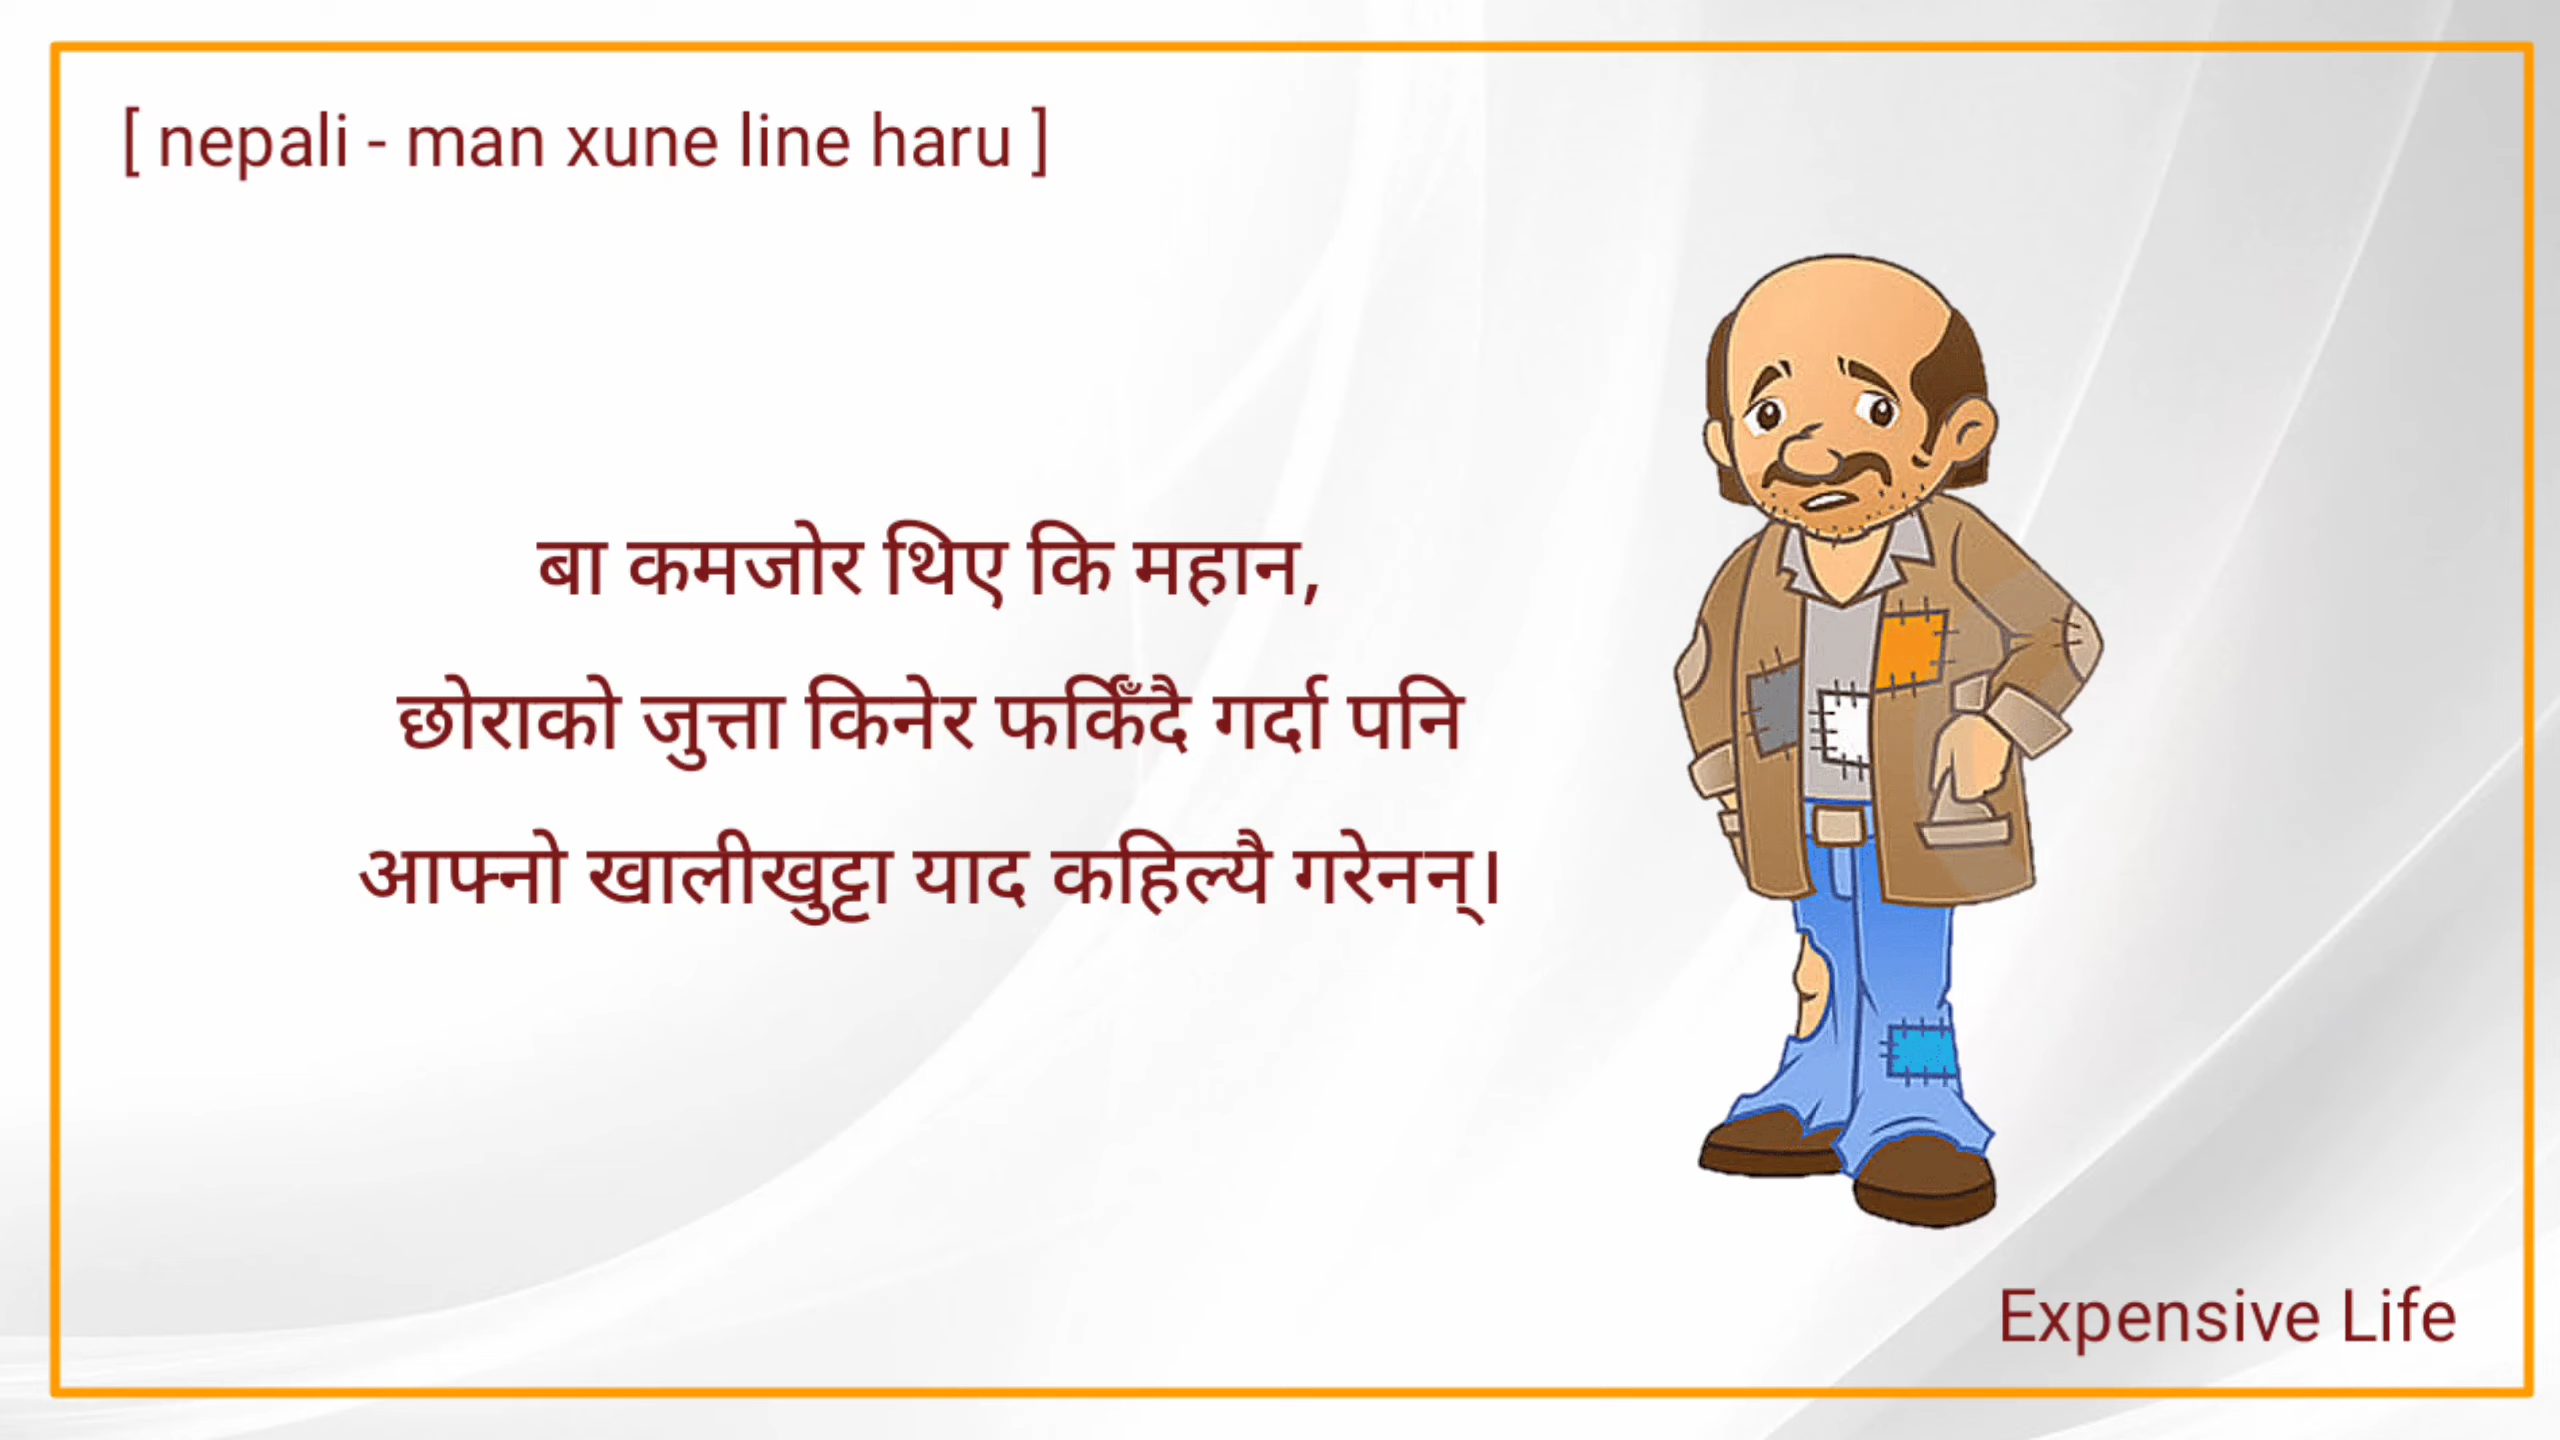 [ nepali - man xune line haru ]
बा कमजोर थिए कि महान,
छोराको जुत्ता किनेर फर्किँदै गर्दा पनि
आफ्नो खालीखुट्टा याद कहिल्यै गरेनन्।
Expensive Life